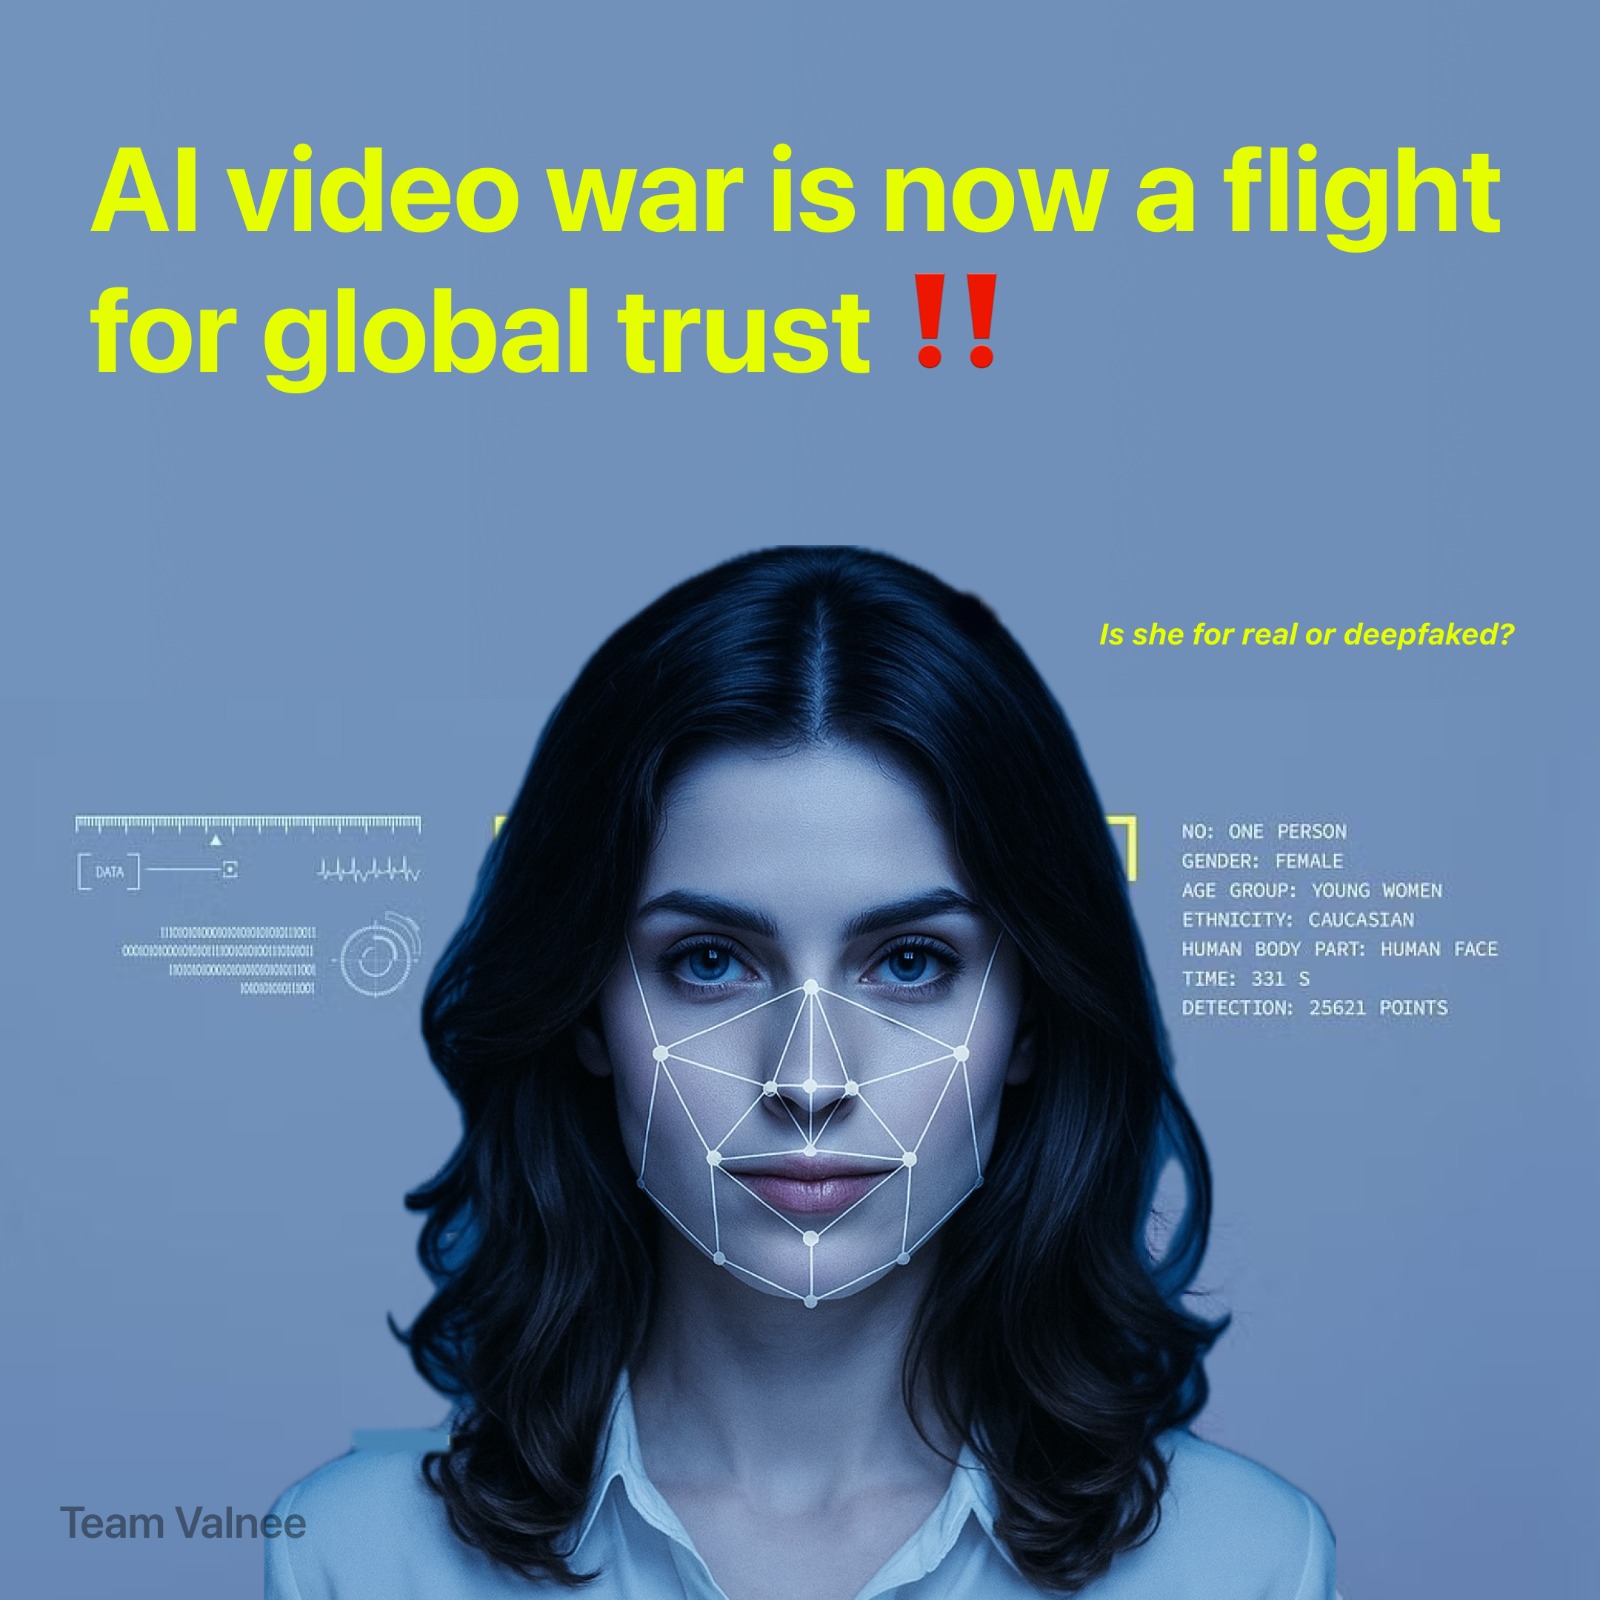 AI video war is now a flight
for global trust ‼️
Is she for real or deepfaked?
DATA
NO: ONE PERSON
GENDER: FEMALE
AGE GROUP: YOUNG WOMEN
ETHNICITY: CAUCASIAN
HUMAN BODY PART: HUMAN FACE
TIME: 331 S
DETECTION: 25621 POINTS
Team Valnee